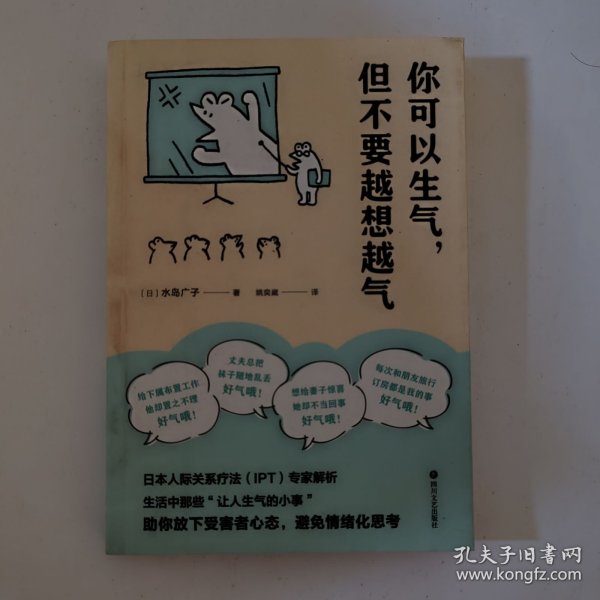 你可以生气，
但不要越想越气
[日] 水岛广子 —— 著 姚奕崴 —— 译
给下属布置工作
他却置之不理
好气哦！
丈夫总把
袜子随地乱丢
好气哦！
想给妻子惊喜
她却不当回事
好气哦！
每次和朋友旅行
订房都是我的事
好气哦！
日本人际关系疗法（IPT）专家解析
生活中那些“让人生气的小事”
助你放下受害者心态，避免情绪化思考
四川文艺出版社
孔夫子旧书网
www.kongfz.com